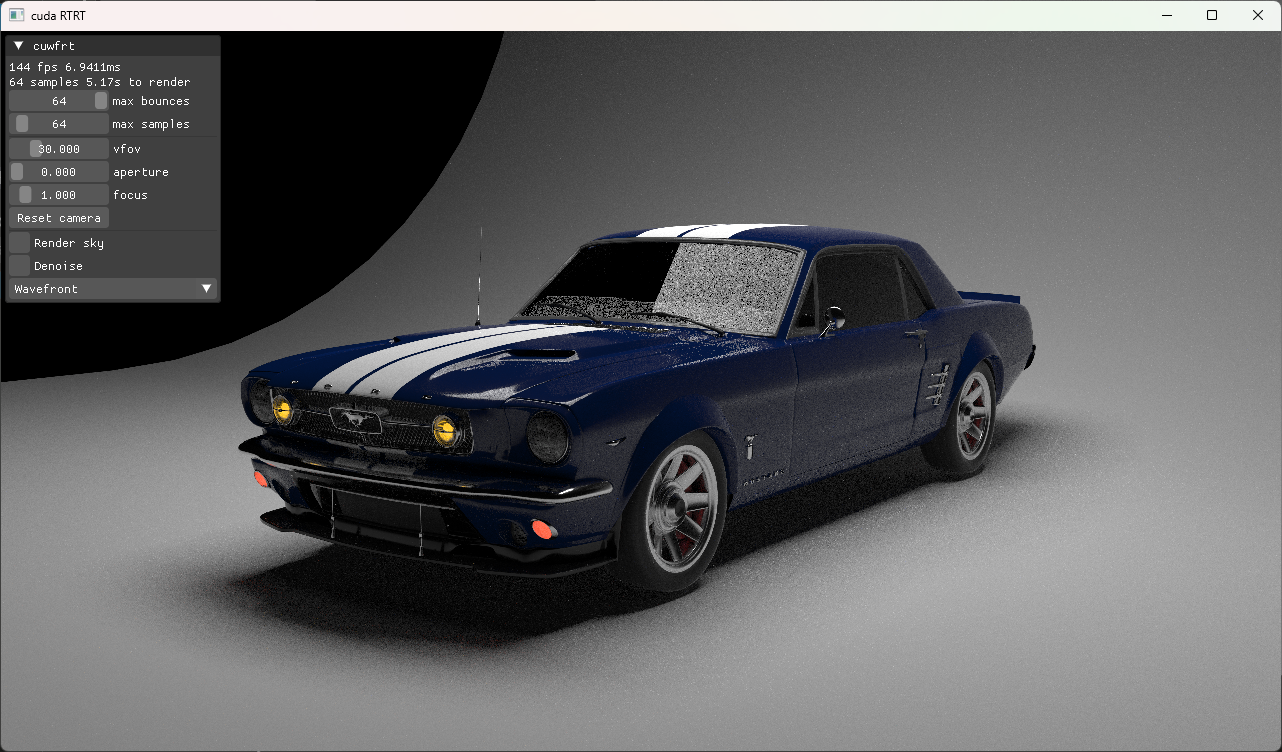 cuda RTRT
cuwfrt
144 fps 6.9411ms
64 samples 5.17s to render
64 max bounces
64 max samples
30.000 vfov
0.000 aperture
1.000 focus
Reset camera
Render sky
Denoise
Wavefront